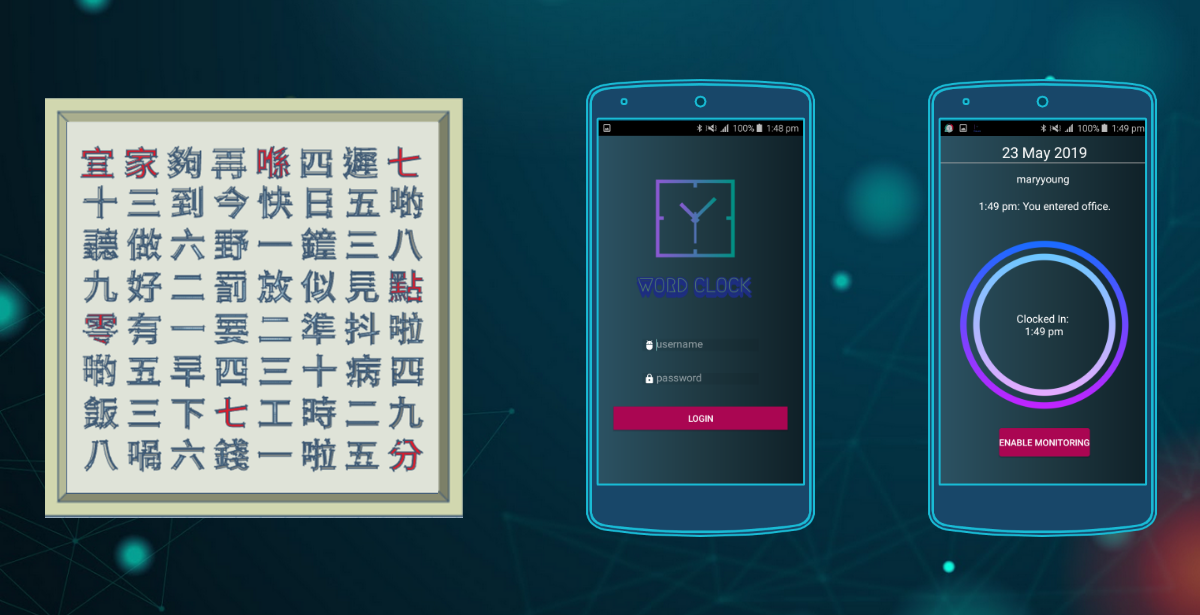 宜家夠再喺四遲七
十三到今快日五啲
聽做六野一鐘三八
九好二罰放似見點
零有一要二準抖啦
啲五早四三十病四
飯三下七工時二九
八喎六錢一啦五分
100% 1:48 pm
WORD CLOCK
username
password
LOGIN
100% 1:49 pm
23 May 2019
maryyoung
1:49 pm: You entered office.
Clocked In:
1:49 pm
ENABLE MONITORING